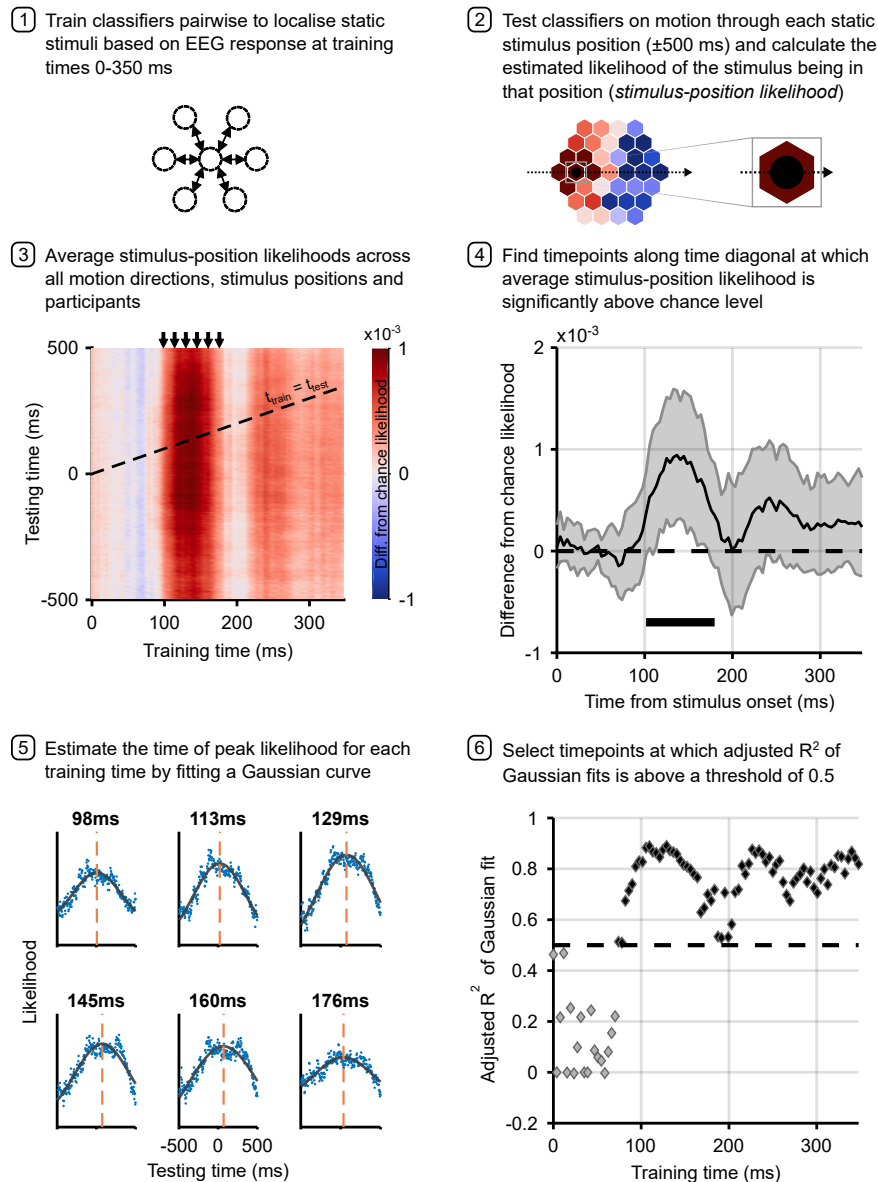 1 Train classifiers pairwise to localise static
stimuli based on EEG response at training
times 0-350 ms
2 Test classifiers on motion through each static
stimulus position (±500 ms) and calculate the
estimated likelihood of the stimulus being in
that position (stimulus-position likelihood)
3 Average stimulus-position likelihoods across
all motion directions, stimulus positions and
participants
x10⁻³
500
0
-500
Testing time (ms)
t_train = t_test
0 100 200 300
Training time (ms)
1
0
-1
Diff. from chance likelihood
4 Find timepoints along time diagonal at which
average stimulus-position likelihood is
significantly above chance level
x10⁻³
2
1
0
-1
Difference from chance likelihood
100 200 300
Time from stimulus onset (ms)
5 Estimate the time of peak likelihood for each
training time by fitting a Gaussian curve
98ms 113ms 129ms
145ms 160ms 176ms
Likelihood
-500 0 500
Testing time (ms)
6 Select timepoints at which adjusted R² of
Gaussian fits is above a threshold of 0.5
1
0.8
0.6
0.4
0.2
0
-0.2
Adjusted R² of Gaussian fit
0 100 200 300
Training time (ms)